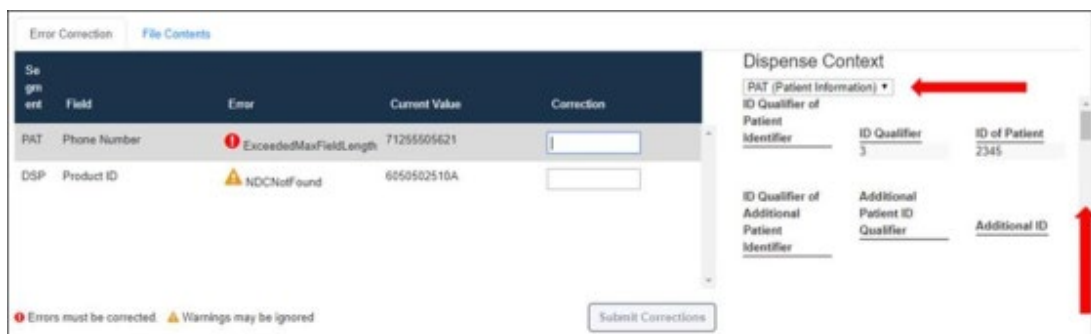 Error Correction File Contents
Se
gm
ent Field Error Current Value Correction
PAT Phone Number ExceededMaxFieldLength 71255505621
DSP Product ID NDCNotFound 6050502510A
Errors must be corrected. Warnings may be ignored
Submit Corrections
Dispense Context
PAT (Patient Information)
ID Qualifier of
Patient
Identifier ID Qualifier ID of Patient
3 2345
ID Qualifier of Additional
Additional Patient ID
Patient Qualifier Additional ID
Identifier